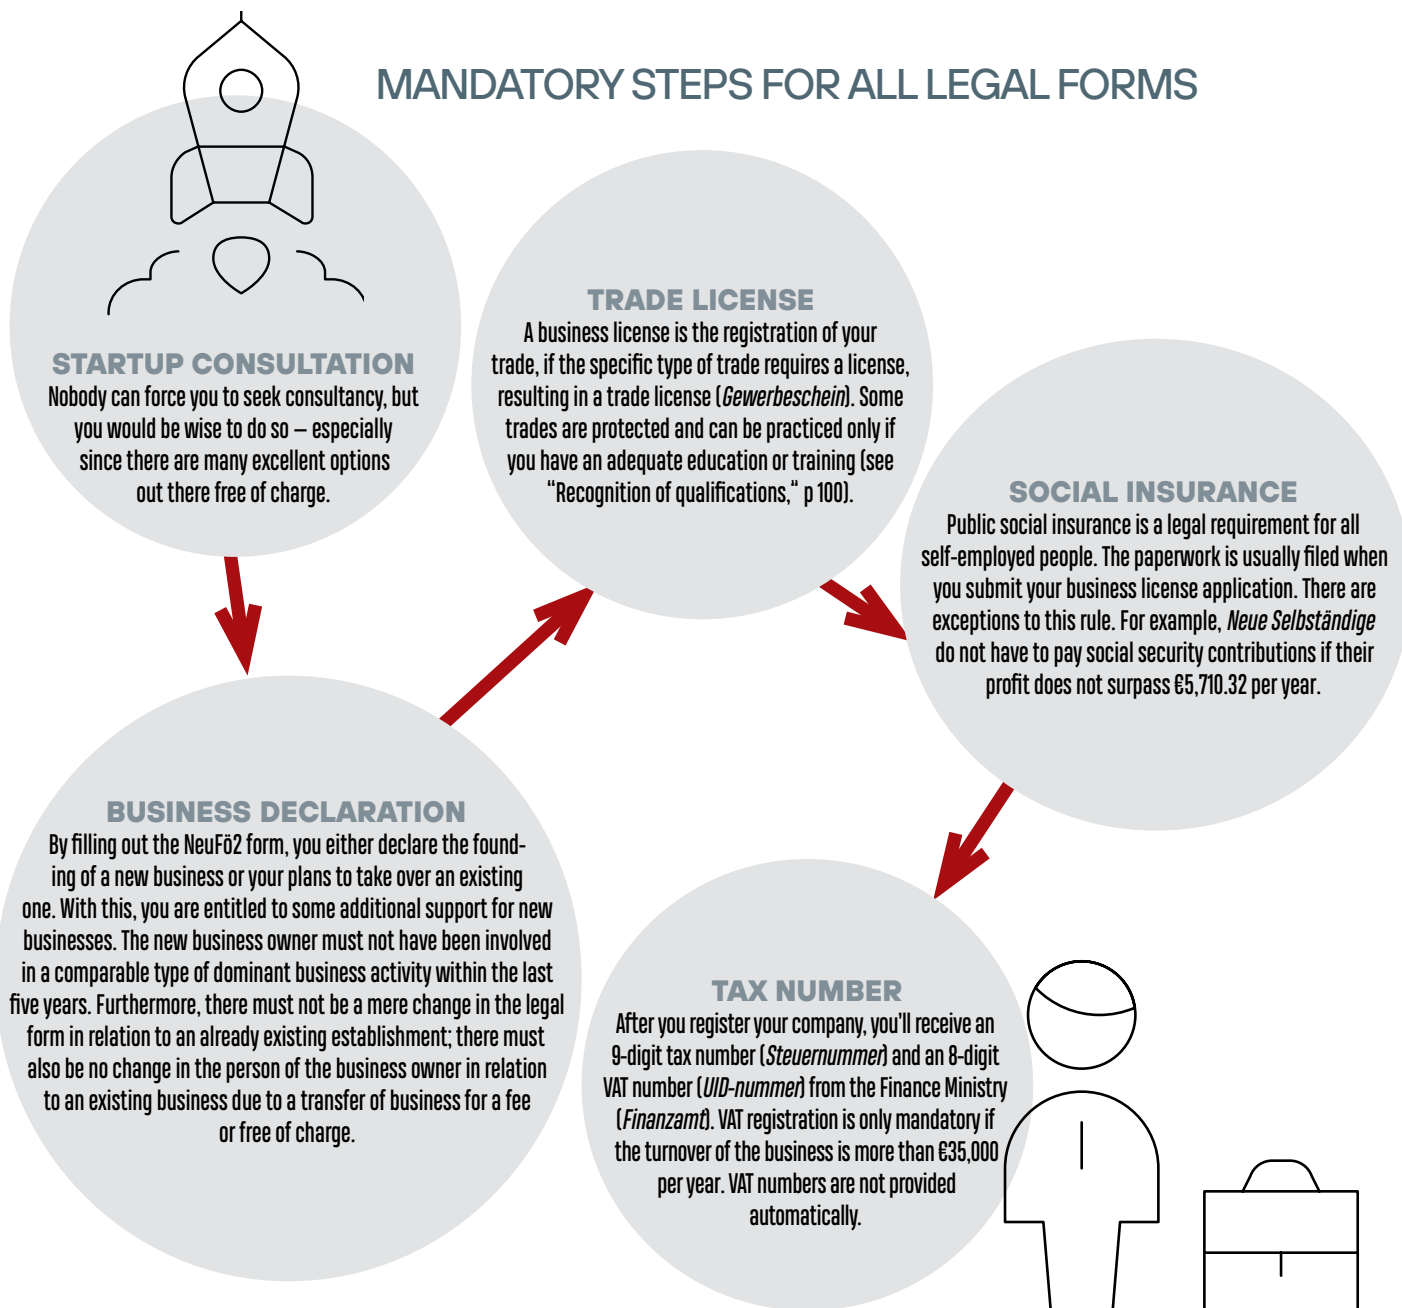 MANDATORY STEPS FOR ALL LEGAL FORMS
STARTUP CONSULTATION
Nobody can force you to seek consultancy, but
you would be wise to do so – especially
since there are many excellent options
out there free of charge.
BUSINESS DECLARATION
By filling out the NeuFö2 form, you either declare the found-
ing of a new business or your plans to take over an existing
one. With this, you are entitled to some additional support for new
businesses. The new business owner must not have been involved
in a comparable type of dominant business activity within the last
five years. Furthermore, there must not be a mere change in the legal
form in relation to an already existing establishment; there must
also be no change in the person of the business owner in relation
to an existing business due to a transfer of business for a fee
or free of charge.
TRADE LICENSE
A business license is the registration of your
trade, if the specific type of trade requires a license,
resulting in a trade license (Gewerbeschein). Some
trades are protected and can be practiced only if
you have an adequate education or training (see
“Recognition of qualifications,“ p 100).
SOCIAL INSURANCE
Public social insurance is a legal requirement for all
self-employed people. The paperwork is usually filed when
you submit your business license application. There are
exceptions to this rule. For example, Neue Selbständige
do not have to pay social security contributions if their
profit does not surpass €5,710.32 per year.
TAX NUMBER
After you register your company, you’ll receive an
9-digit tax number (Steuernummer) and an 8-digit
VAT number (UID-nummer) from the Finance Ministry
(Finanzamt). VAT registration is only mandatory if
the turnover of the business is more than €35,000
per year. VAT numbers are not provided
automatically.